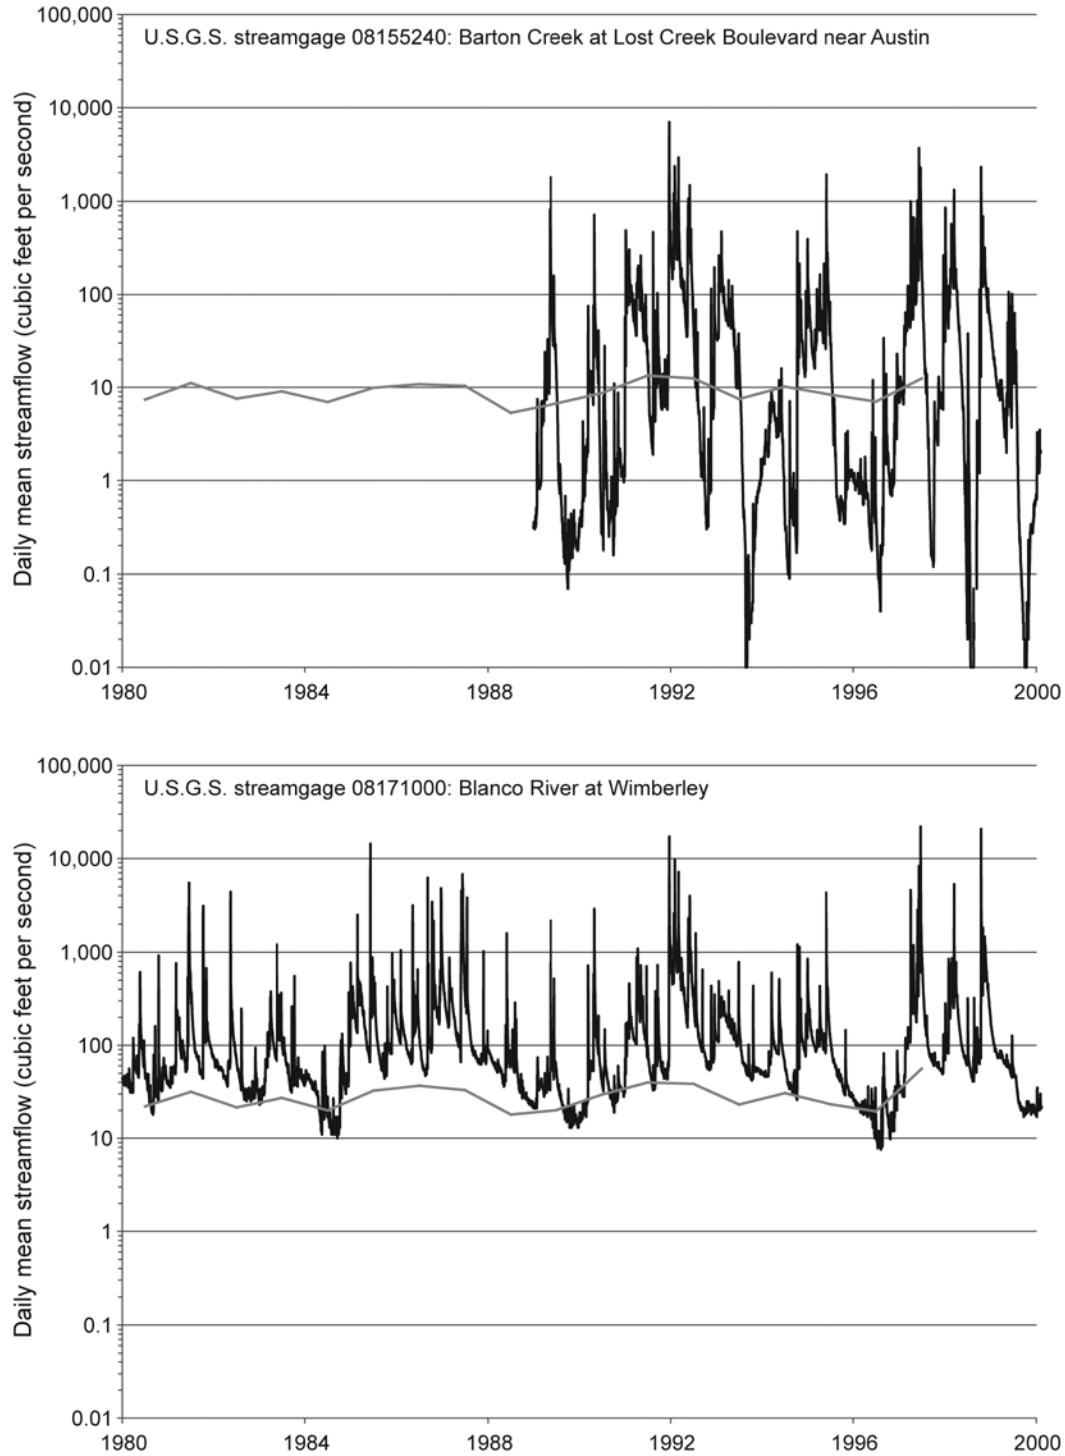 100,000
U.S.G.S. streamgage 08155240: Barton Creek at Lost Creek Boulevard near Austin
10,000
1,000
100
10
1
0.1
0.01
Daily mean streamflow (cubic feet per second)
1980 1984 1988 1992 1996 2000
100,000
U.S.G.S. streamgage 08171000: Blanco River at Wimberley
10,000
1,000
100
10
1
0.1
0.01
Daily mean streamflow (cubic feet per second)
1980 1984 1988 1992 1996 2000